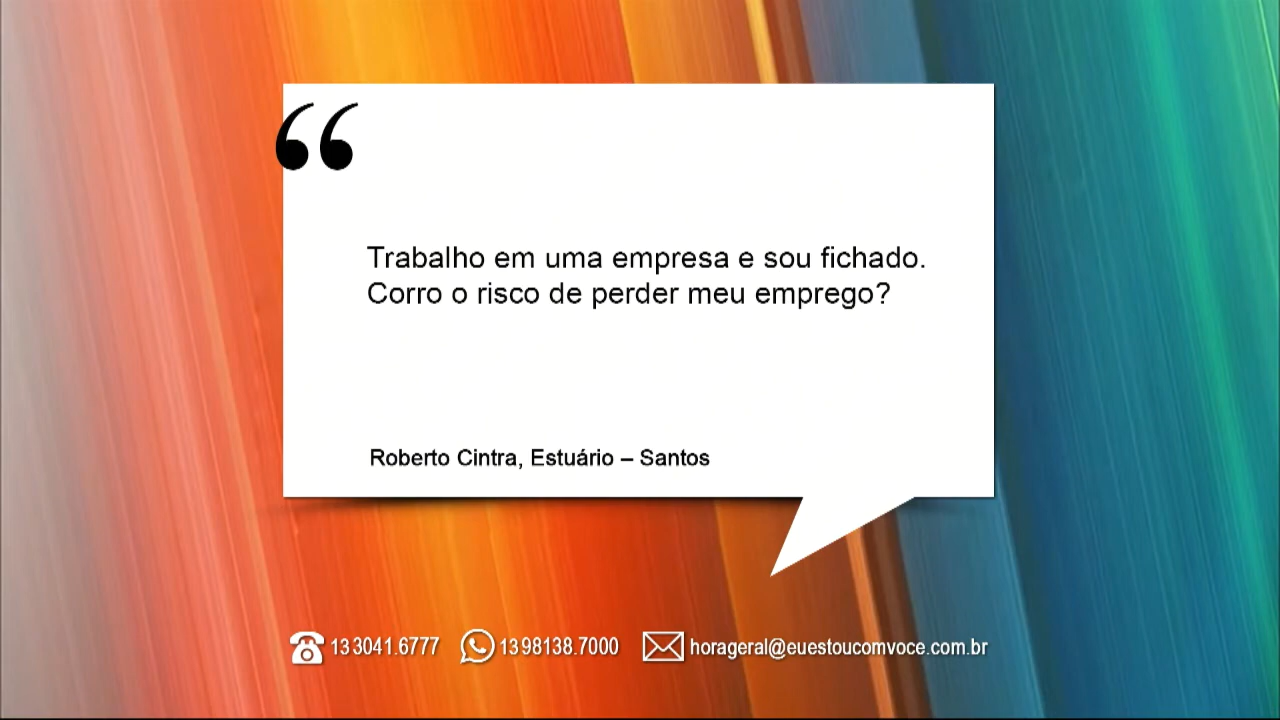 “
Trabalho em uma empresa e sou fichado.
Corro o risco de perder meu emprego?
Roberto Cintra, Estuário – Santos
13 3041.6777 13 98138.7000 horageral@euestoucomvoce.com.br